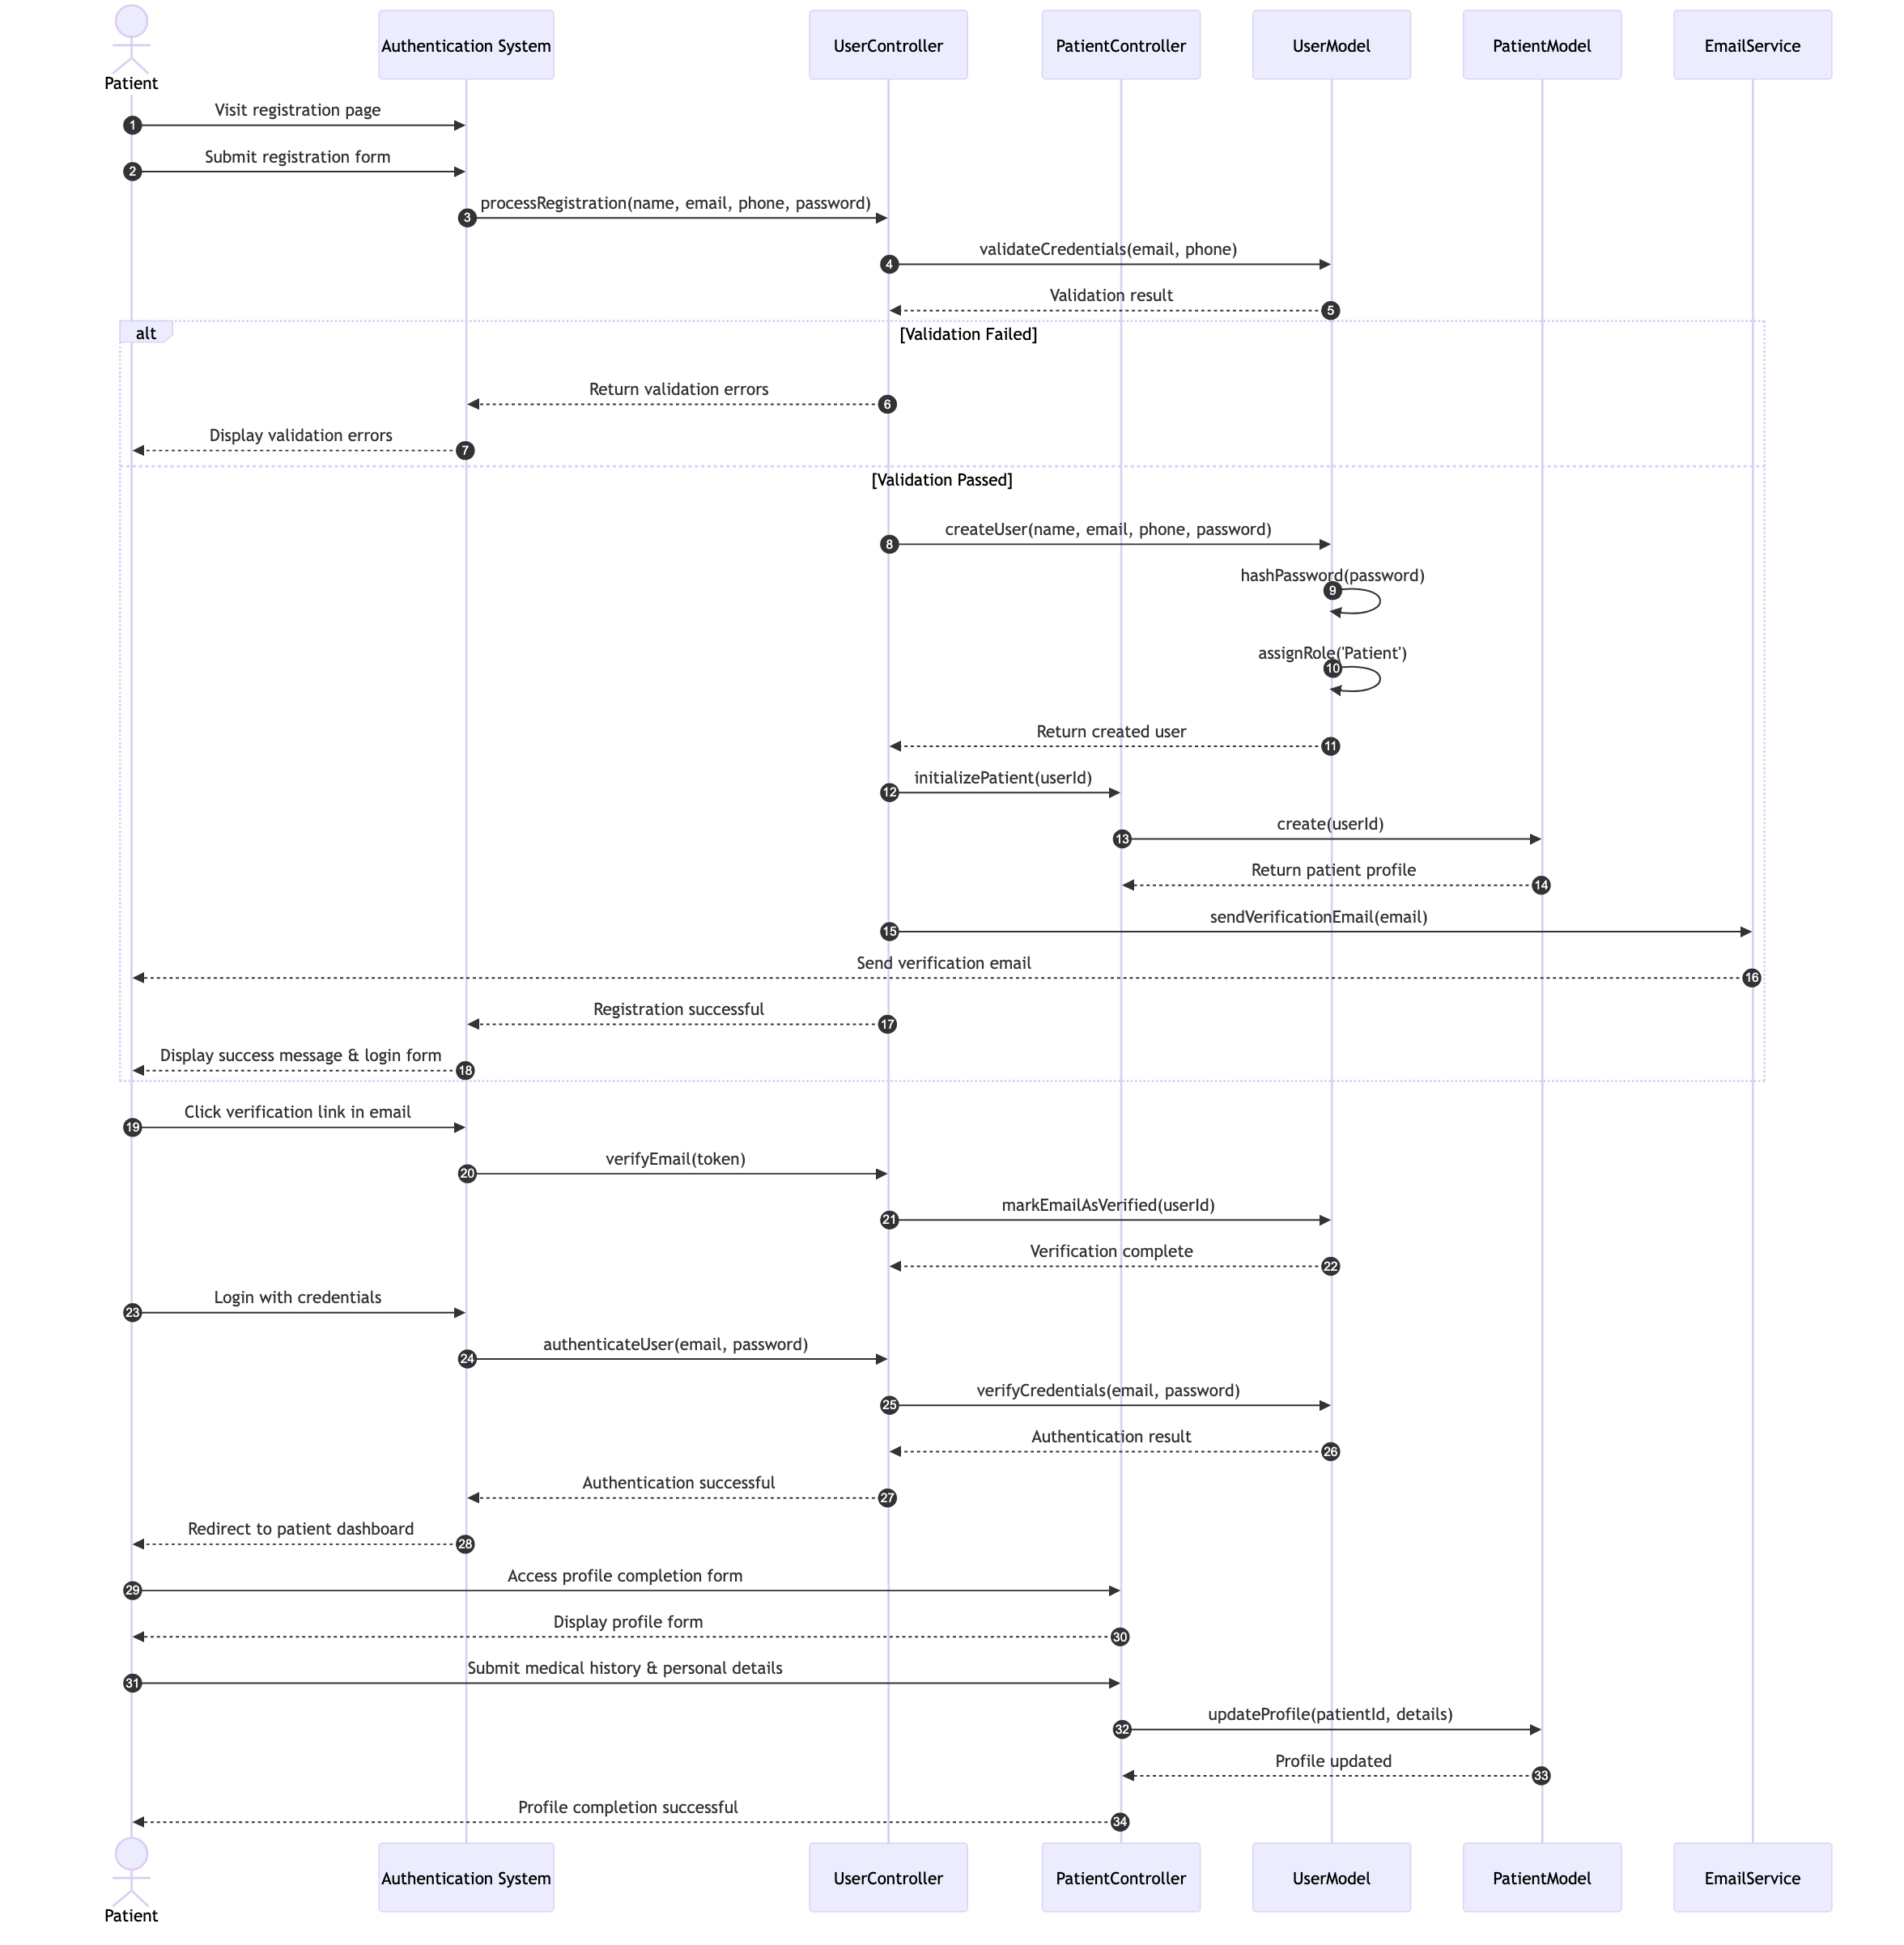 Patient
Authentication System
UserController
PatientController
UserModel
PatientModel
EmailService
Visit registration page
1
Submit registration form
2
processRegistration(name, email, phone, password)
3
validateCredentials(email, phone)
4
Validation result
5
alt
[Validation Failed]
Return validation errors
6
Display validation errors
7
[Validation Passed]
createUser(name, email, phone, password)
8
hashPassword(password)
9
assignRole('Patient')
10
Return created user
11
initializePatient(userId)
12
create(userId)
13
Return patient profile
14
sendVerificationEmail(email)
15
Send verification email
16
Registration successful
17
Display success message & login form
18
Click verification link in email
19
verifyEmail(token)
20
markEmailAsVerified(userId)
21
Verification complete
22
Login with credentials
23
authenticateUser(email, password)
24
verifyCredentials(email, password)
25
Authentication result
26
Authentication successful
27
Redirect to patient dashboard
28
Access profile completion form
29
Display profile form
30
Submit medical history & personal details
31
updateProfile(patientId, details)
32
Profile updated
33
Profile completion successful
34
Patient
Authentication System
UserController
PatientController
UserModel
PatientModel
EmailService